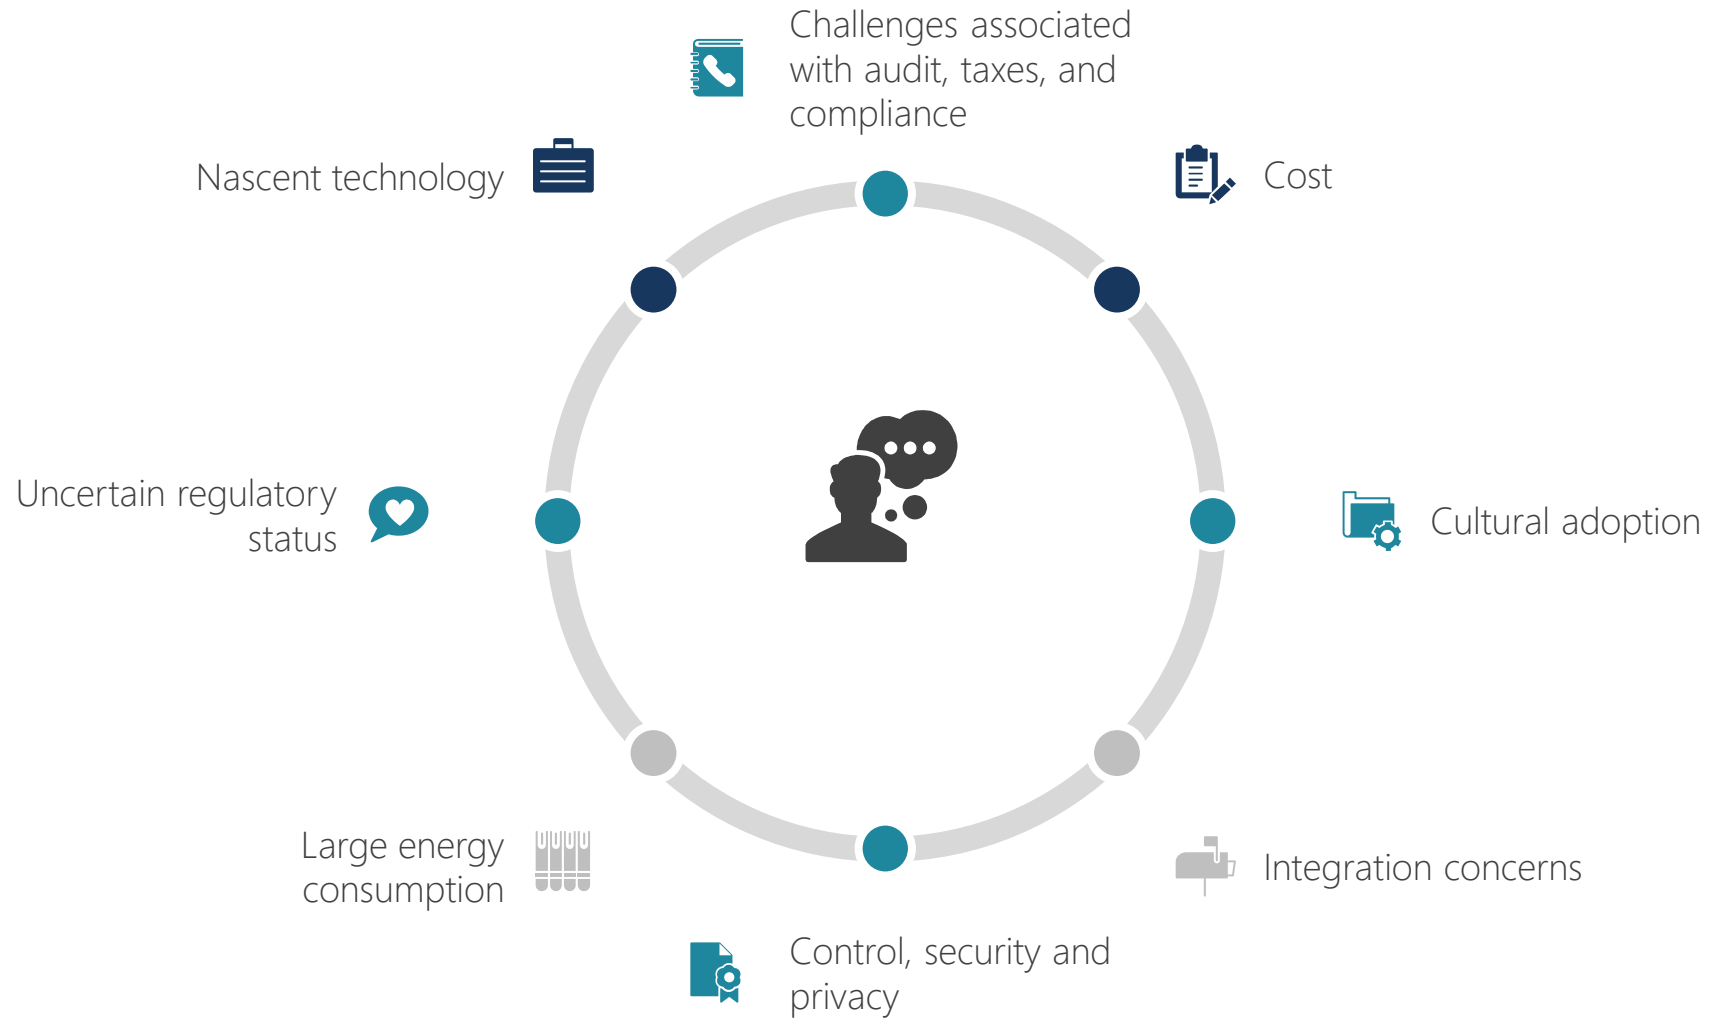 Challenges associated
with audit, taxes, and
compliance
Nascent technology
Cost
Uncertain regulatory
status
Cultural adoption
Large energy
consumption
Integration concerns
Control, security and
privacy